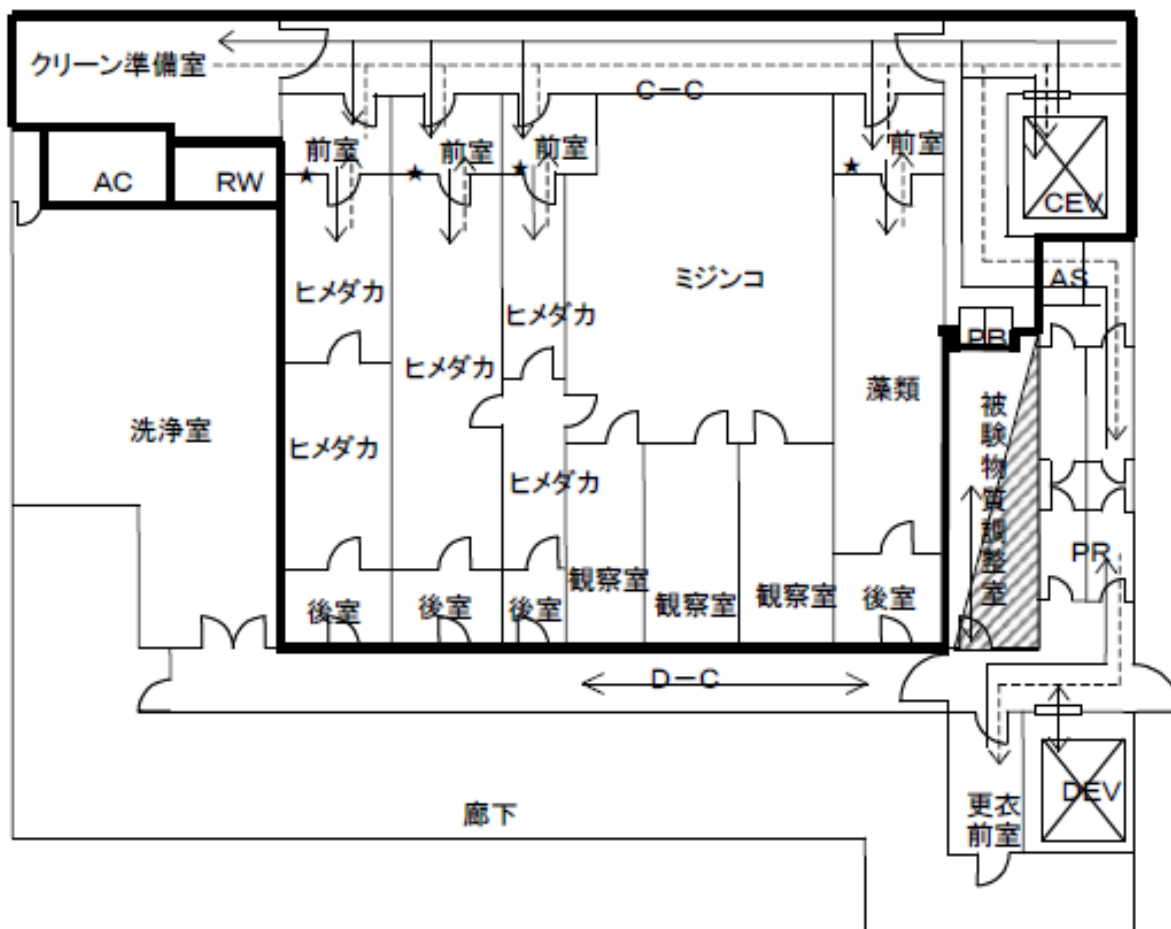 クリーン準備室
C－C
前室
前室
前室
前室
★
★
★
★
AC
RW
CEV
AS
ヒメダカ
ヒメダカ
ヒメダカ
ミジンコ
藻類
PB
洗浄室
ヒメダカ
ヒメダカ
被験物質調整室
PR
後室
後室
後室
観察室
観察室
観察室
後室
D－C
DEV
更衣
前室
廊下